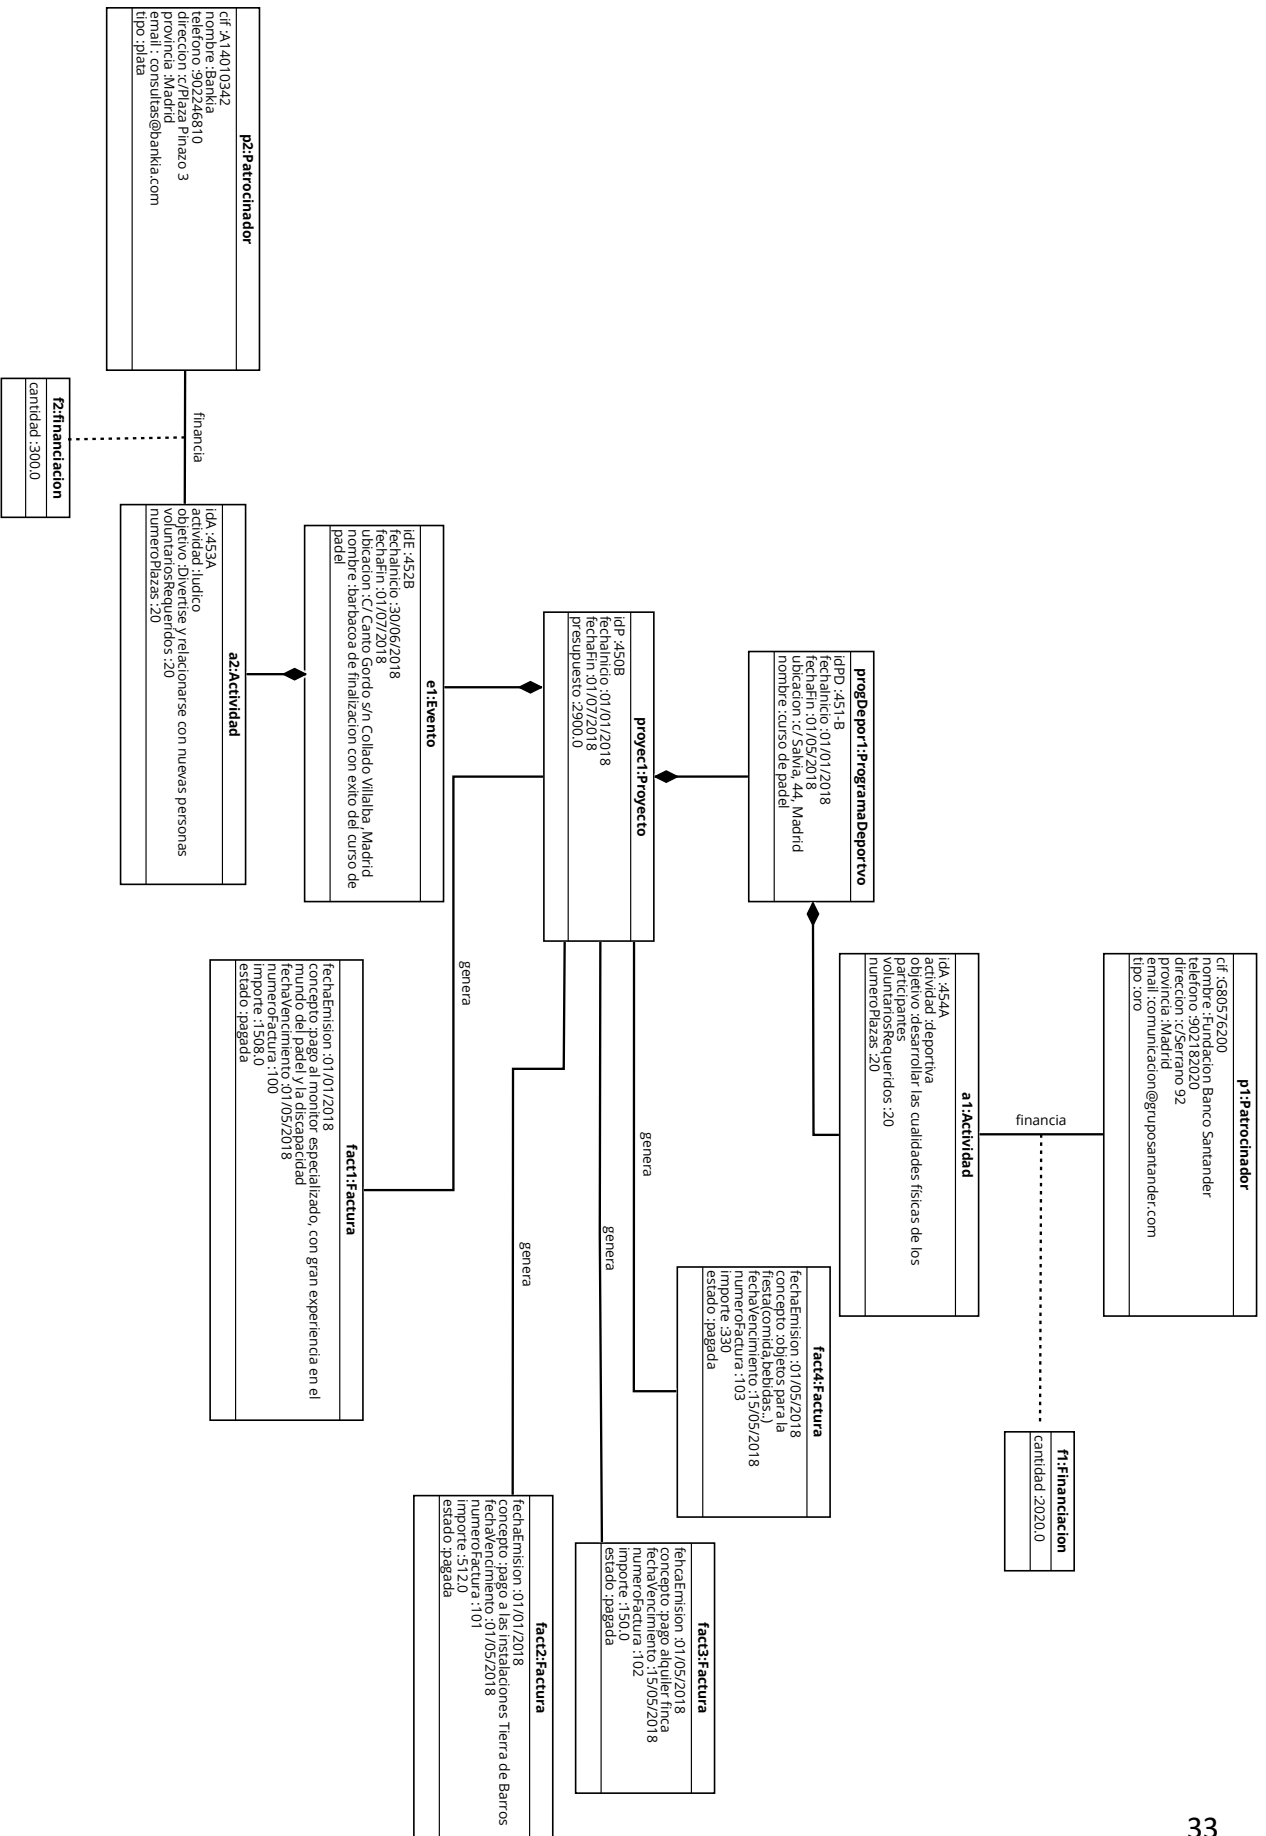 p2:Patrocinador
cif :A14010342
nombre :Bankia
telefono :902246810
direccion :c/Plaza Pinazo 3
provincia :Madrid
email : consultas@bankia.com
tipo :plata
financia
f2:financiacion
cantidad :300.0
a2:Actividad
idA :453A
actividad :ludico
objetivo :Divertise y relacionarse con nuevas personas
voluntariosRequeridos :20
numeroPlazas :20
e1:Evento
idE :452B
fechaInicio :30/06/2018
fechaFin :01/07/2018
ubicacion :C/ Canto Gordo s/n Collado Villalba ,Madrid
nombre :barbacoa de finalizacion con exito del curso de
padel
proyec1:Proyecto
idP :450B
fechaInicio :01/01/2018
fechaFin :01/07/2018
presupuesto :2900.0
progDepor1:ProgramaDeportvo
idPD :451-B
fechaInicio :01/01/2018
fechaFin :01/05/2018
ubicacion :c/ Salvia, 44, Madrid
nombre :curso de padel
p1:Patrocinador
cif :G80576200
nombre :Fundacion Banco Santander
telefono :902182020
direccion :c/Serrano 92
provincia :Madrid
email :comunicacion@gruposantander.com
tipo :oro
financia
f1:Financiacion
cantidad :2020.0
a1:Actividad
idA :454A
actividad :deportiva
objetivo :desarrollar las cualidades físicas de los
participantes
voluntariosRequeridos :20
numeroPlazas :20
genera
genera
genera
genera
fact1:Factura
fechaEmision :01/01/2018
concepto :pago al monitor especializado, con gran experiencia en el
mundo del padel y la discapacidad
fechaVencimiento :01/05/2018
numeroFactura :100
importe :1508.0
estado :pagada
fact4:Factura
fechaEmision :01/05/2018
concepto :objetos para la
fiesta(comida,bebidas..)
fechaVencimiento :15/05/2018
numeroFactura :103
importe :330
estado :pagada
fact3:Factura
fehcaEmision :01/05/2018
concepto :pago alquiler finca
fechaVencimiento :15/05/2018
numeroFactura :102
importe :150.0
estado :pagada
fact2:Factura
fechaEmision :01/01/2018
concepto :pago a las instalaciones Tierra de Barros
fechaVencimiento :01/05/2018
numeroFactura :101
importe :512.0
estado :pagada
33